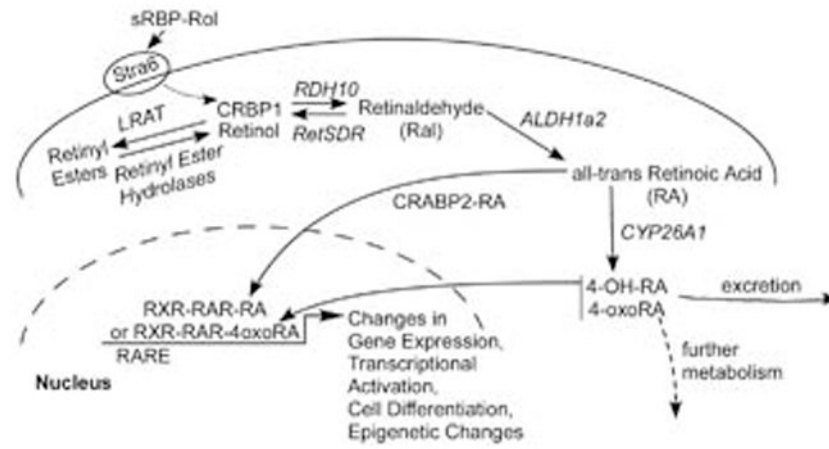 sRBP-Rol
Stra6
LRAT
CRBP1
Retinol
RDH10
RetSDR
Retinaldehyde
(Ral)
ALDH1a2
Retinyl
Esters
Retinyl Ester
Hydrolases
all-trans Retinoic Acid
(RA)
CRABP2-RA
CYP26A1
4-OH-RA
4-oxoRA
excretion
further
metabolism
RXR-RAR-RA
or RXR-RAR-4oxoRA
RARE
Changes in
Gene Expression,
Transcriptional
Activation,
Cell Differentiation,
Epigenetic Changes
Nucleus